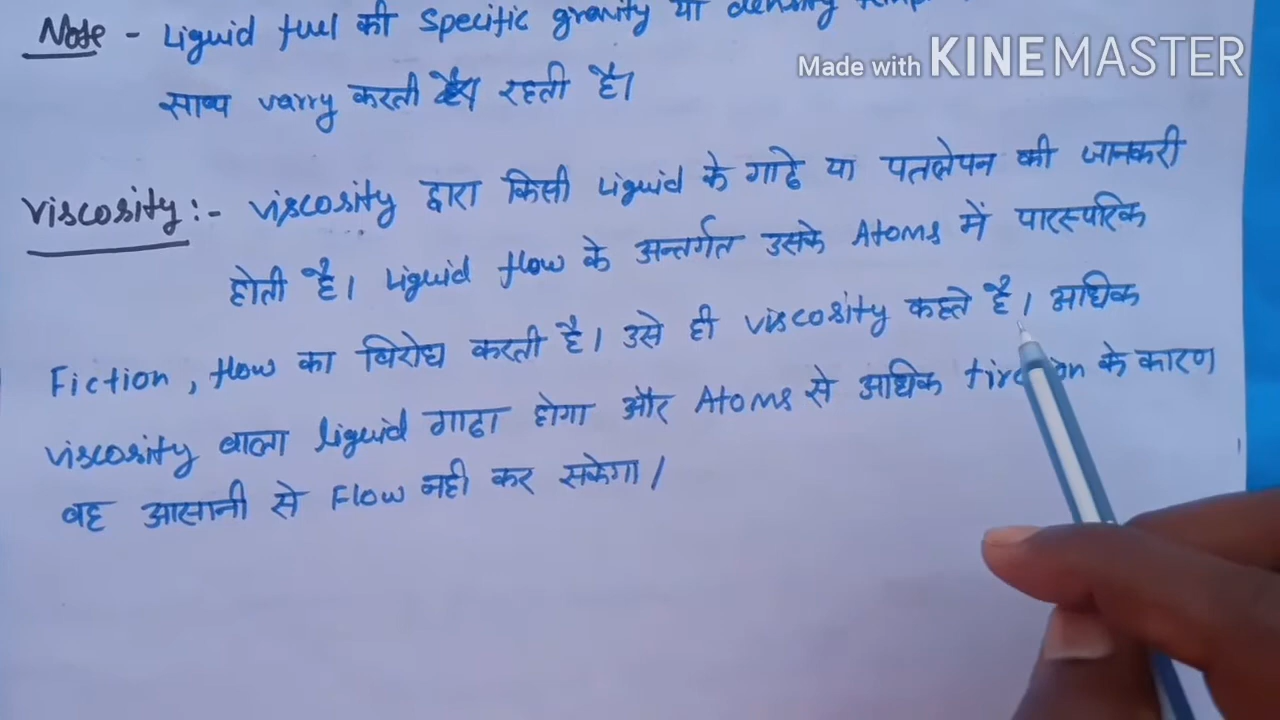 Note - Liquid fuel की specific gravity या density
Made with KINEMASTER
साथ varry करती रहती है।
Viscosity :- viscosity द्वारा किसी Liquid के गाढे या पतलेपन की जानकरी
होती है। Liquid flow के अन्तर्गत उसके Atoms में पारस्परिक
Fiction, flow का विरोध करती है। उसे ही viscosity कहते है। अधिक
viscosity वाला liquid गाढा होगा और Atoms से अधिक के कारण
वह आसानी से Flow नही कर सकेगा।